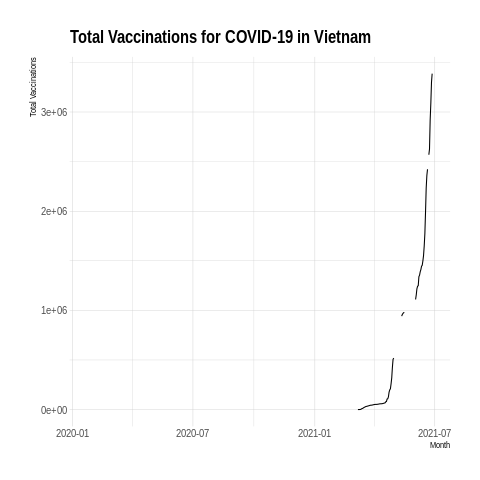 Total Vaccinations for COVID-19 in Vietnam
Total Vaccinations
3e+06
2e+06
1e+06
0e+00
2020-01 2020-07 2021-01 2021-07
Month